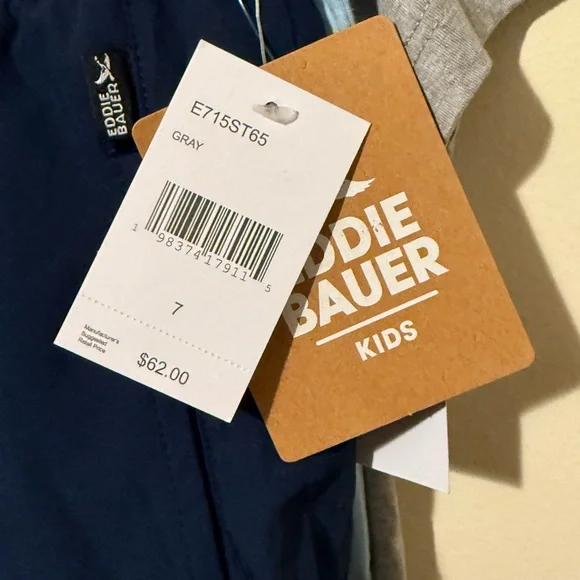 EDDIE
BAUER
E715ST65
GRAY
1 98374 17911 5
7
Manufacturer's
Suggested
Retail Price
$62.00
EDDIE
BAUER
KIDS